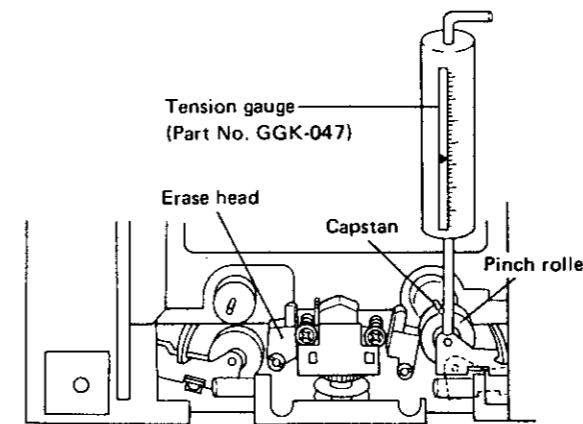 Tension gauge
(Part No. GGK-047)
Erase head
Capstan
Pinch rolle